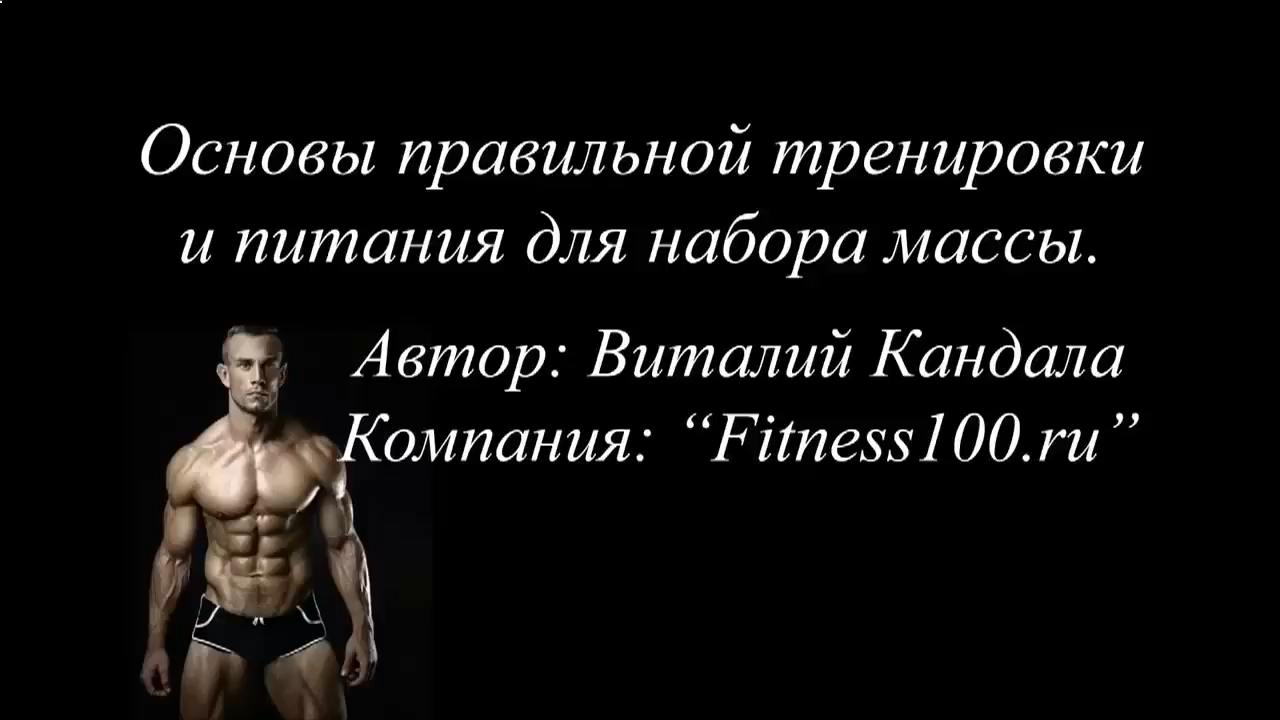 Основы правильной тренировки
и питания для набора массы.
Автор: Виталий Кандала
Компания: “Fitness100.ru”